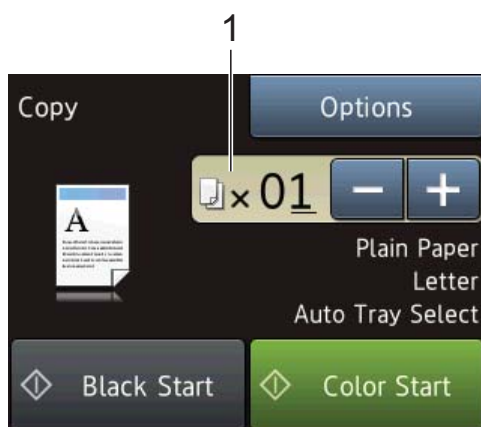 1
Copy
Options
× 01 − +
A
Plain Paper
Letter
Auto Tray Select
Black Start
Color Start